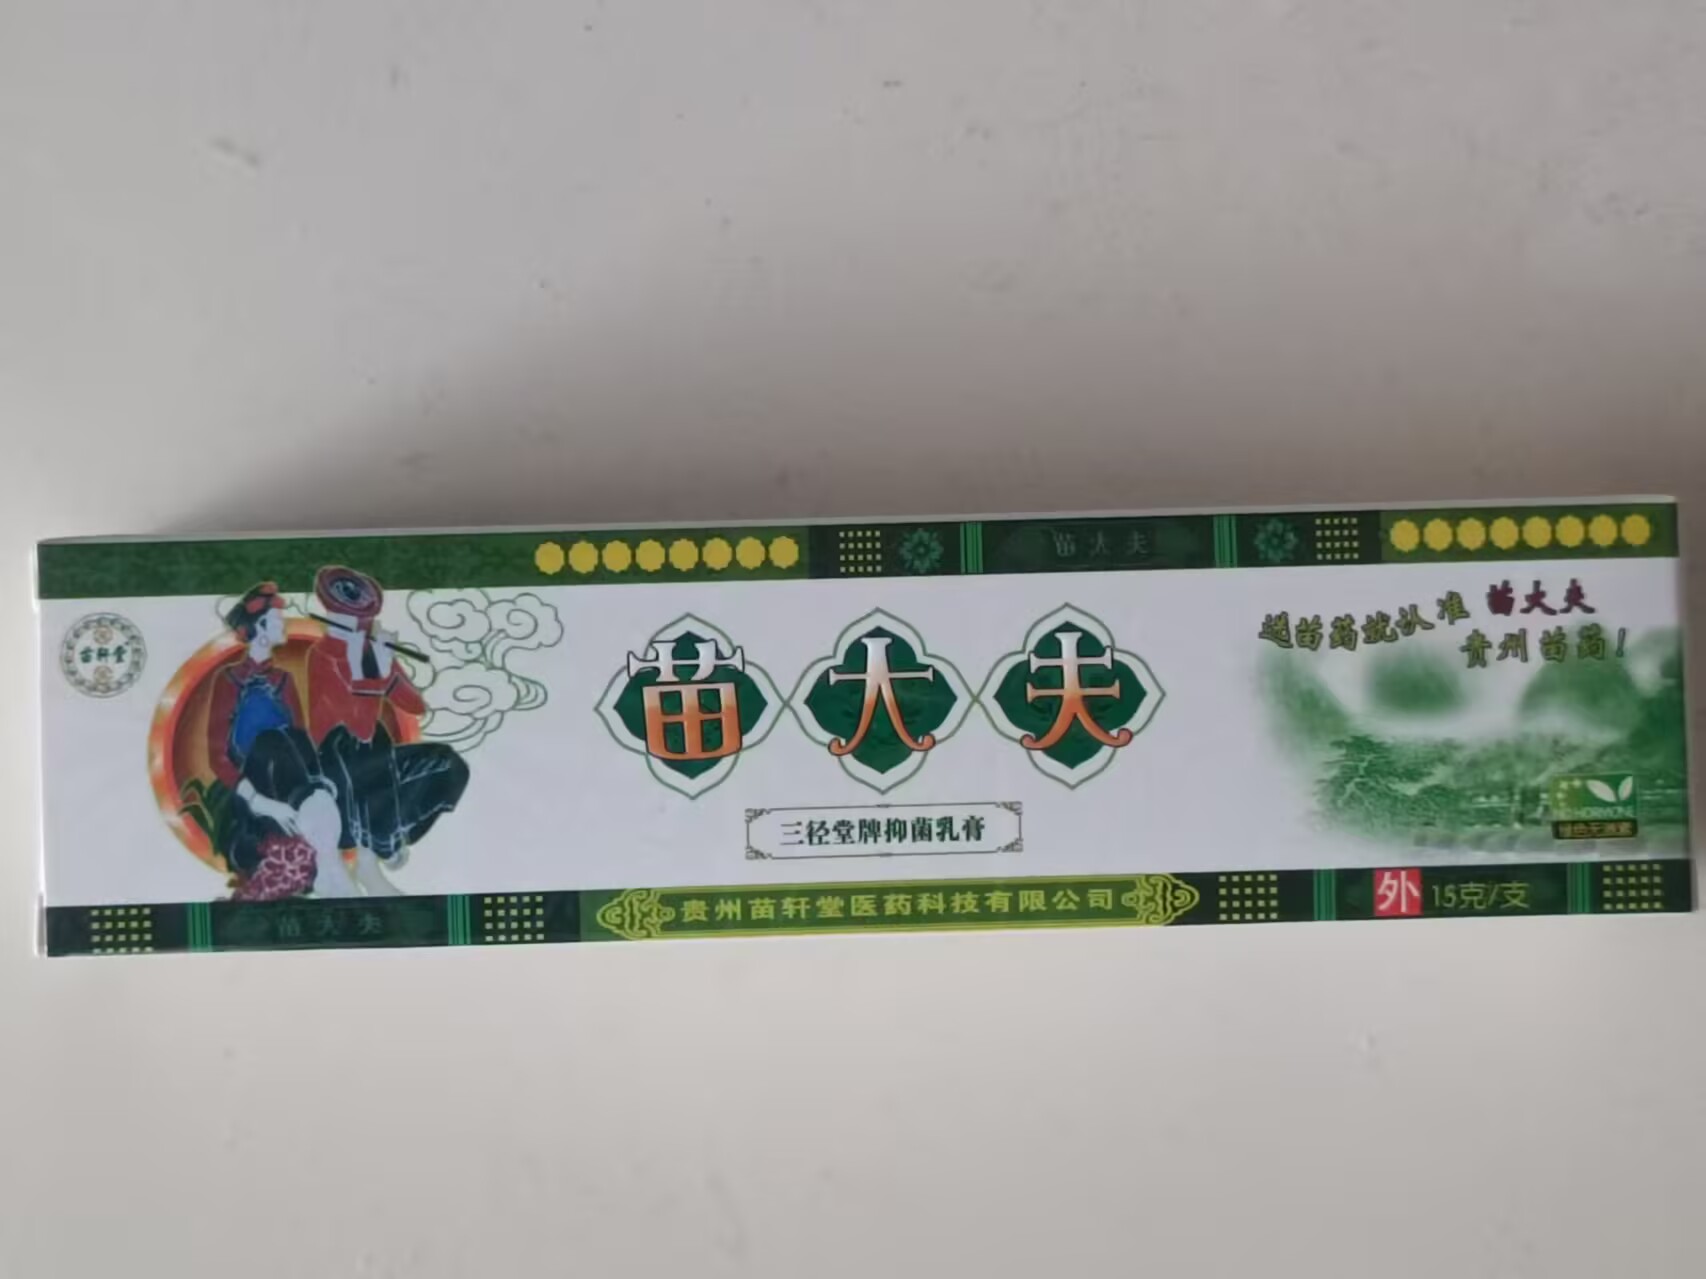 苗大夫
苗轩堂
选苗药就认准 苗大夫
贵州苗药！
苗大夫
三径堂牌抑菌乳膏
苗大夫
贵州苗轩堂医药科技有限公司
外 15克/支